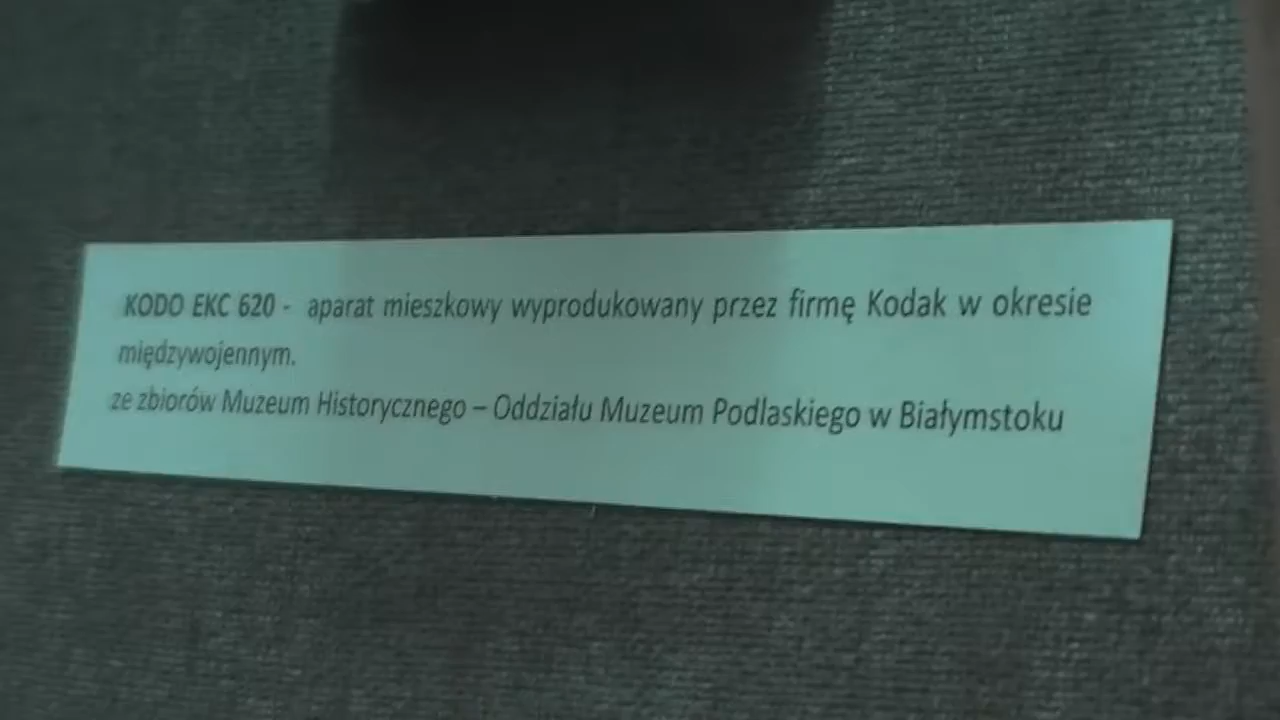 KODO EKC 620 - aparat mieszkowy wyprodukowany przez firmę Kodak w okresie
międzywojennym.
ze zbiorów Muzeum Historycznego – Oddziału Muzeum Podlaskiego w Białymstoku